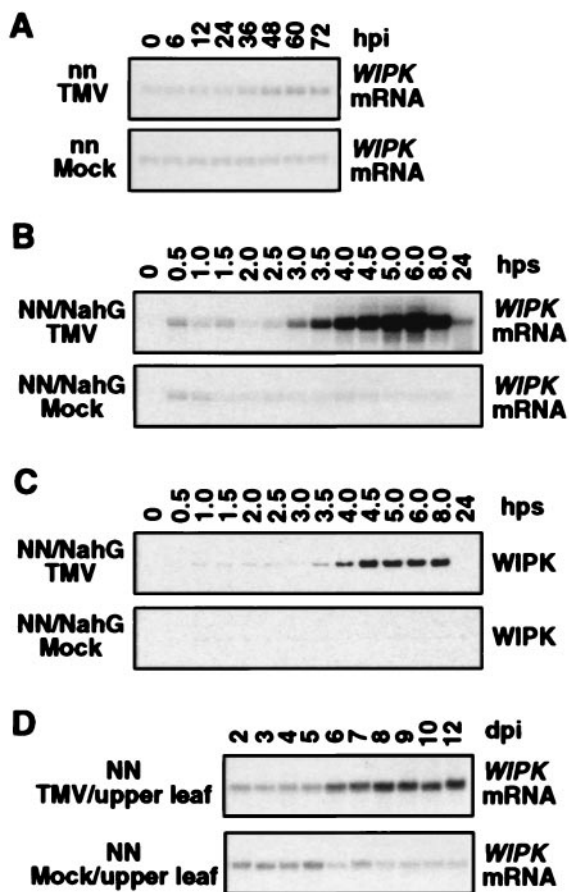 A
0 6 12 24 36 48 60 72 hpi
nn
TMV
WIPK
mRNA
nn
Mock
WIPK
mRNA
B
0 0.5 1.0 1.5 2.0 2.5 3.0 3.5 4.0 4.5 5.0 6.0 8.0 24 hps
NN/NahG
TMV
WIPK
mRNA
NN/NahG
Mock
WIPK
mRNA
C
0 0.5 1.0 1.5 2.0 2.5 3.0 3.5 4.0 4.5 5.0 6.0 8.0 24 hps
NN/NahG
TMV
WIPK
NN/NahG
Mock
WIPK
D
2 3 4 5 6 7 8 9 10 12 dpi
NN
TMV/upper leaf
WIPK
mRNA
NN
Mock/upper leaf
WIPK
mRNA